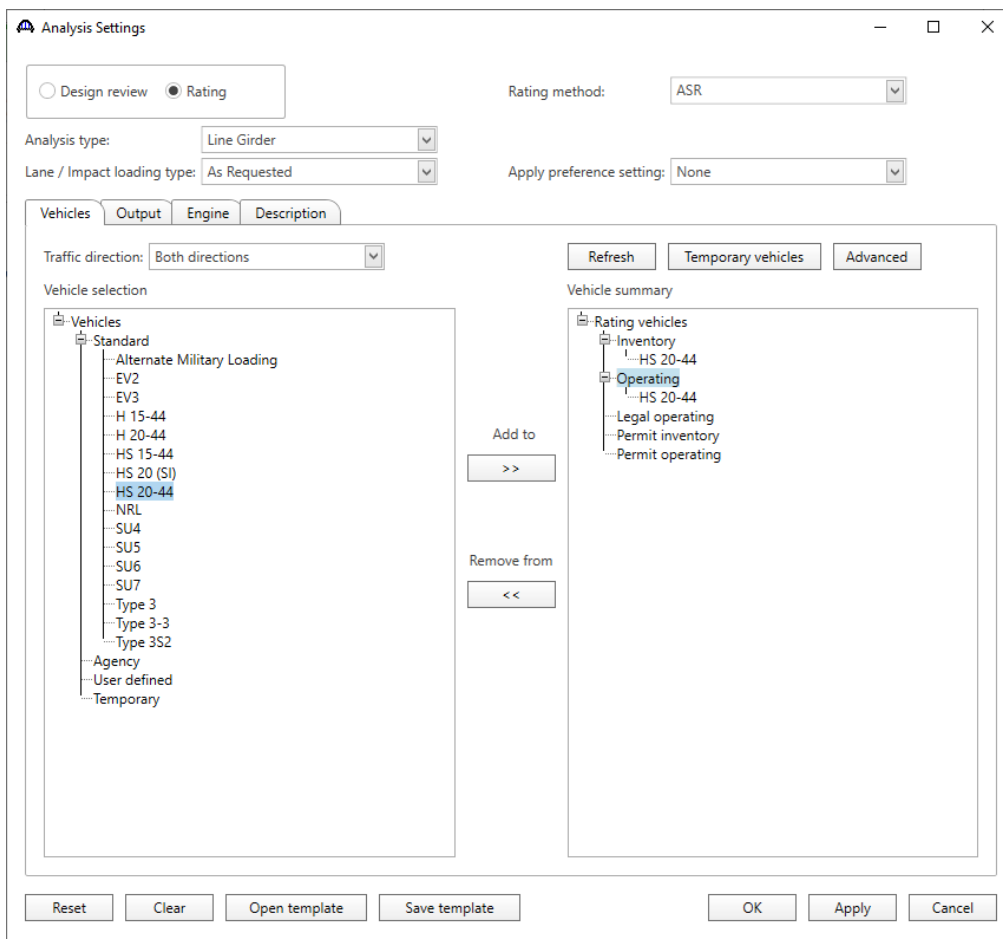 Analysis Settings
Design review Rating Rating method: ASR
Analysis type: Line Girder
Lane / Impact loading type: As Requested Apply preference setting: None
Vehicles Output Engine Description
Traffic direction: Both directions Refresh Temporary vehicles Advanced
Vehicle selection
Vehicles
Standard
Alternate Military Loading
EV2
EV3
H 15-44
H 20-44
HS 15-44
HS 20 (SI)
HS 20-44
NRL
SU4
SU5
SU6
SU7
Type 3
Type 3-3
Type 3S2
Agency
User defined
Temporary
Add to
>>
Remove from
<<
Vehicle summary
Rating vehicles
Inventory
HS 20-44
Operating
HS 20-44
Legal operating
Permit inventory
Permit operating
Reset Clear Open template Save template OK Apply Cancel